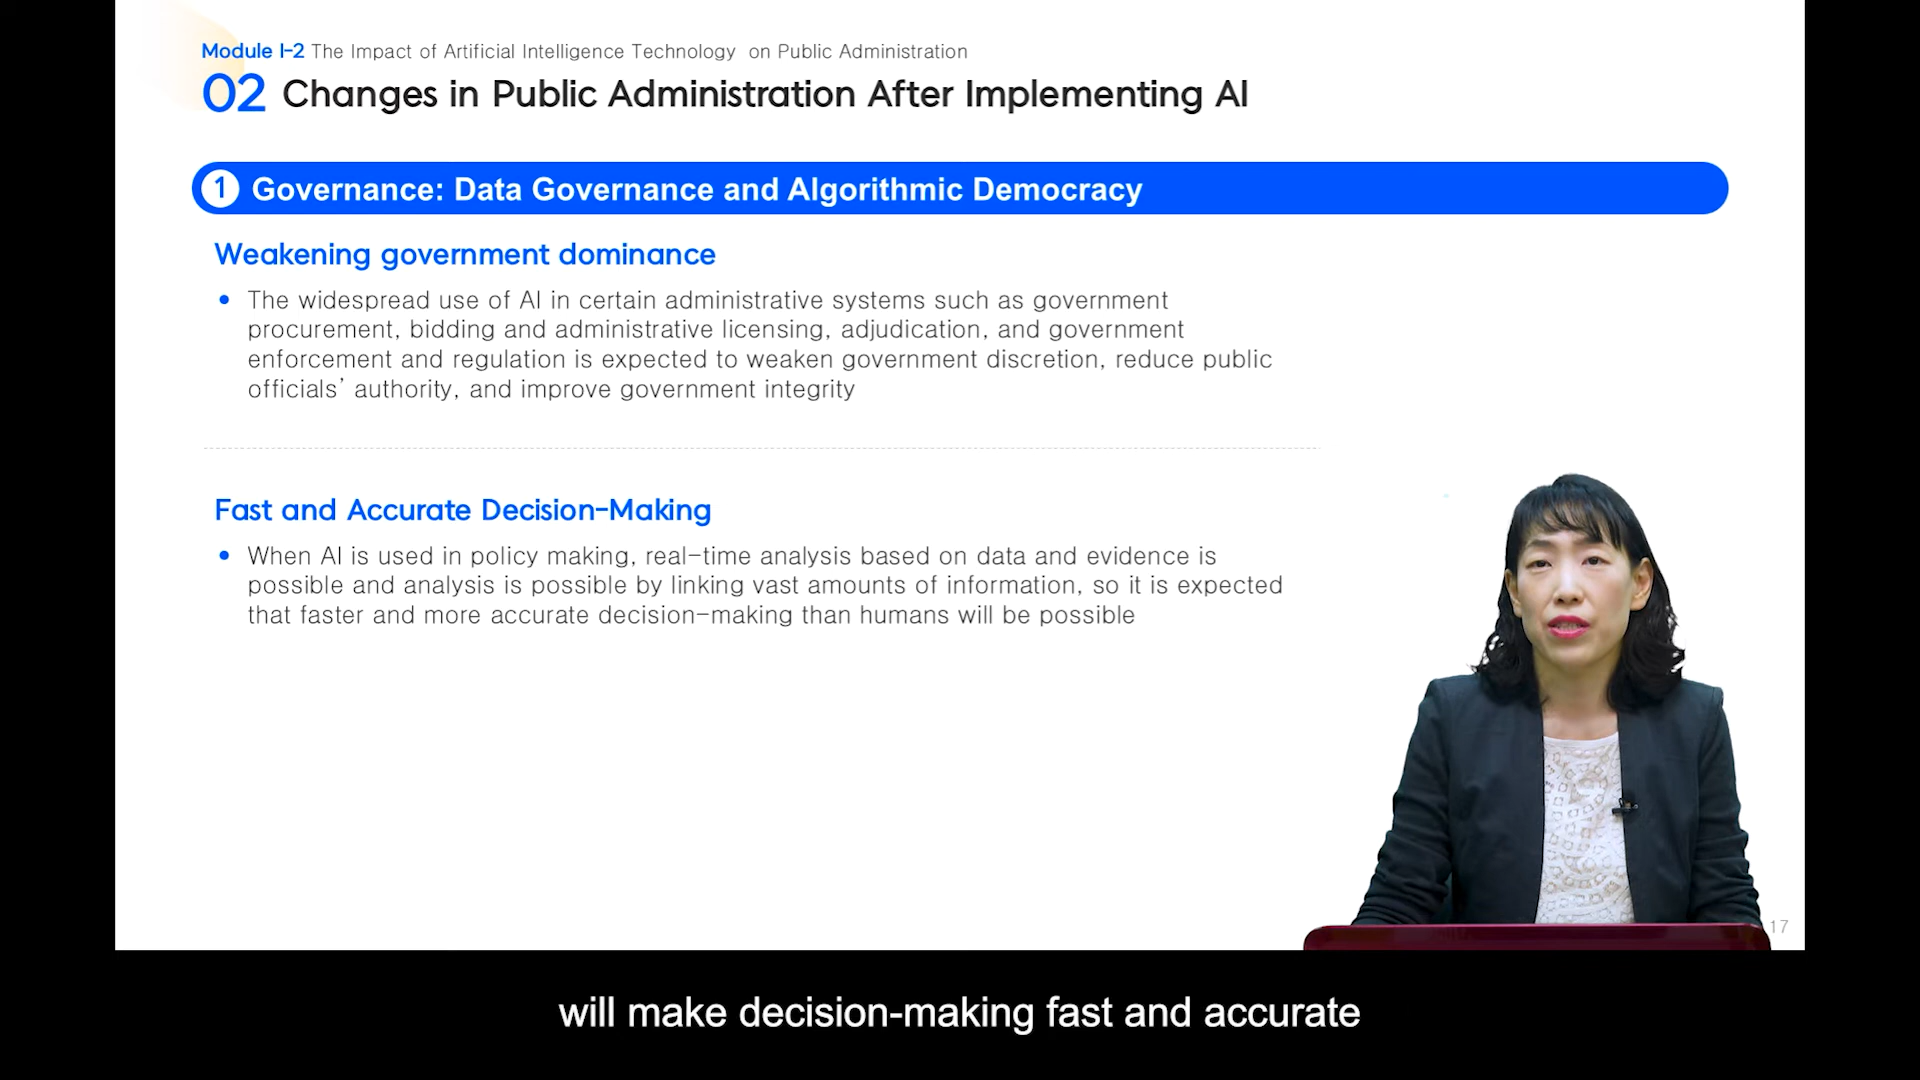 Module I-2 The Impact of Artificial Intelligence Technology on Public Administration
02 Changes in Public Administration After Implementing AI
1 Governance: Data Governance and Algorithmic Democracy
Weakening government dominance
• The widespread use of AI in certain administrative systems such as government
procurement, bidding and administrative licensing, adjudication, and government
enforcement and regulation is expected to weaken government discretion, reduce public
officials’ authority, and improve government integrity
Fast and Accurate Decision-Making
• When AI is used in policy making, real-time analysis based on data and evidence is
possible and analysis is possible by linking vast amounts of information, so it is expected
that faster and more accurate decision-making than humans will be possible
17
will make decision-making fast and accurate